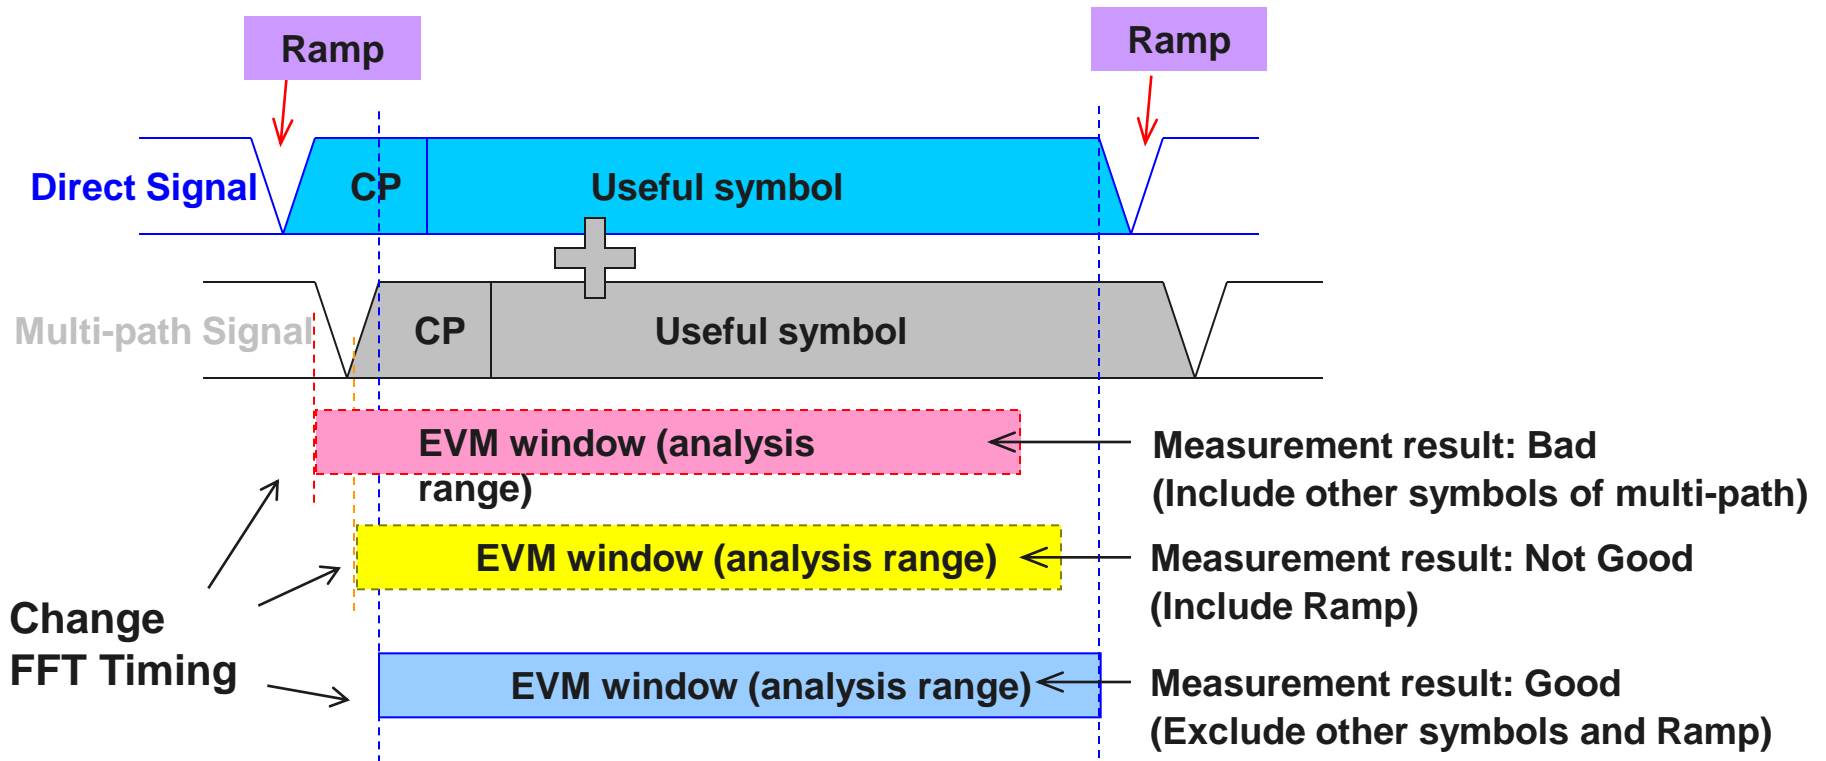 Ramp
Ramp
Direct Signal
CP
Useful symbol
Multi-path Signal
CP
Useful symbol
EVM window (analysis
range)
Measurement result: Bad
(Include other symbols of multi-path)
EVM window (analysis range)
Measurement result: Not Good
(Include Ramp)
Change
FFT Timing
EVM window (analysis range)
Measurement result: Good
(Exclude other symbols and Ramp)